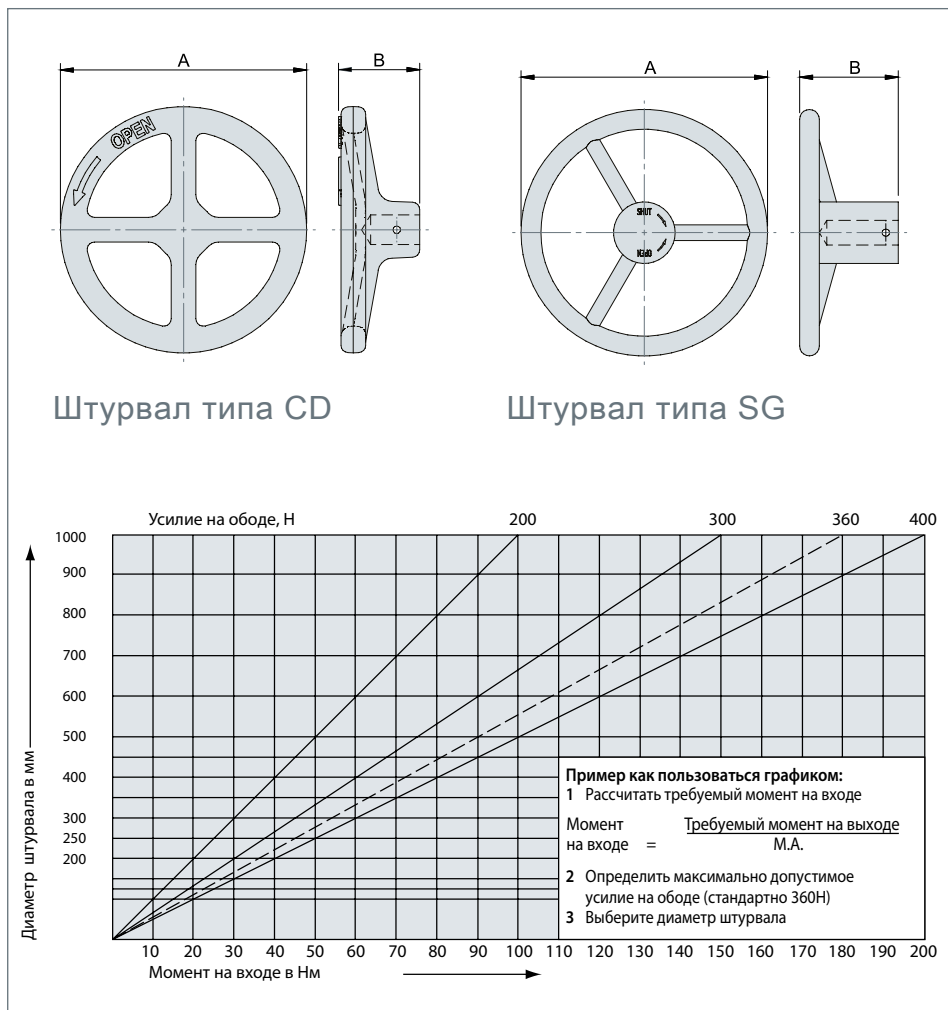 A
B
A
B
OPEN
SHUT
OPEN
Штурвал типа CD
Штурвал типа SG
Усилие на ободе, Н
200
300
360
400
Диаметр штурвала в мм
1000
900
800
700
600
500
400
300
250
200
Пример как пользоваться графиком:
1 Рассчитать требуемый момент на входе
Момент на входе = Требуемый момент на выходе
М.А.
2 Определить максимально допустимое
усилие на ободе (стандартно 360Н)
3 Выберите диаметр штурвала
10 20 30 40 50 60 70 80 90 100 110 120 130 140 150 160 170 180 190 200
Момент на входе в Нм